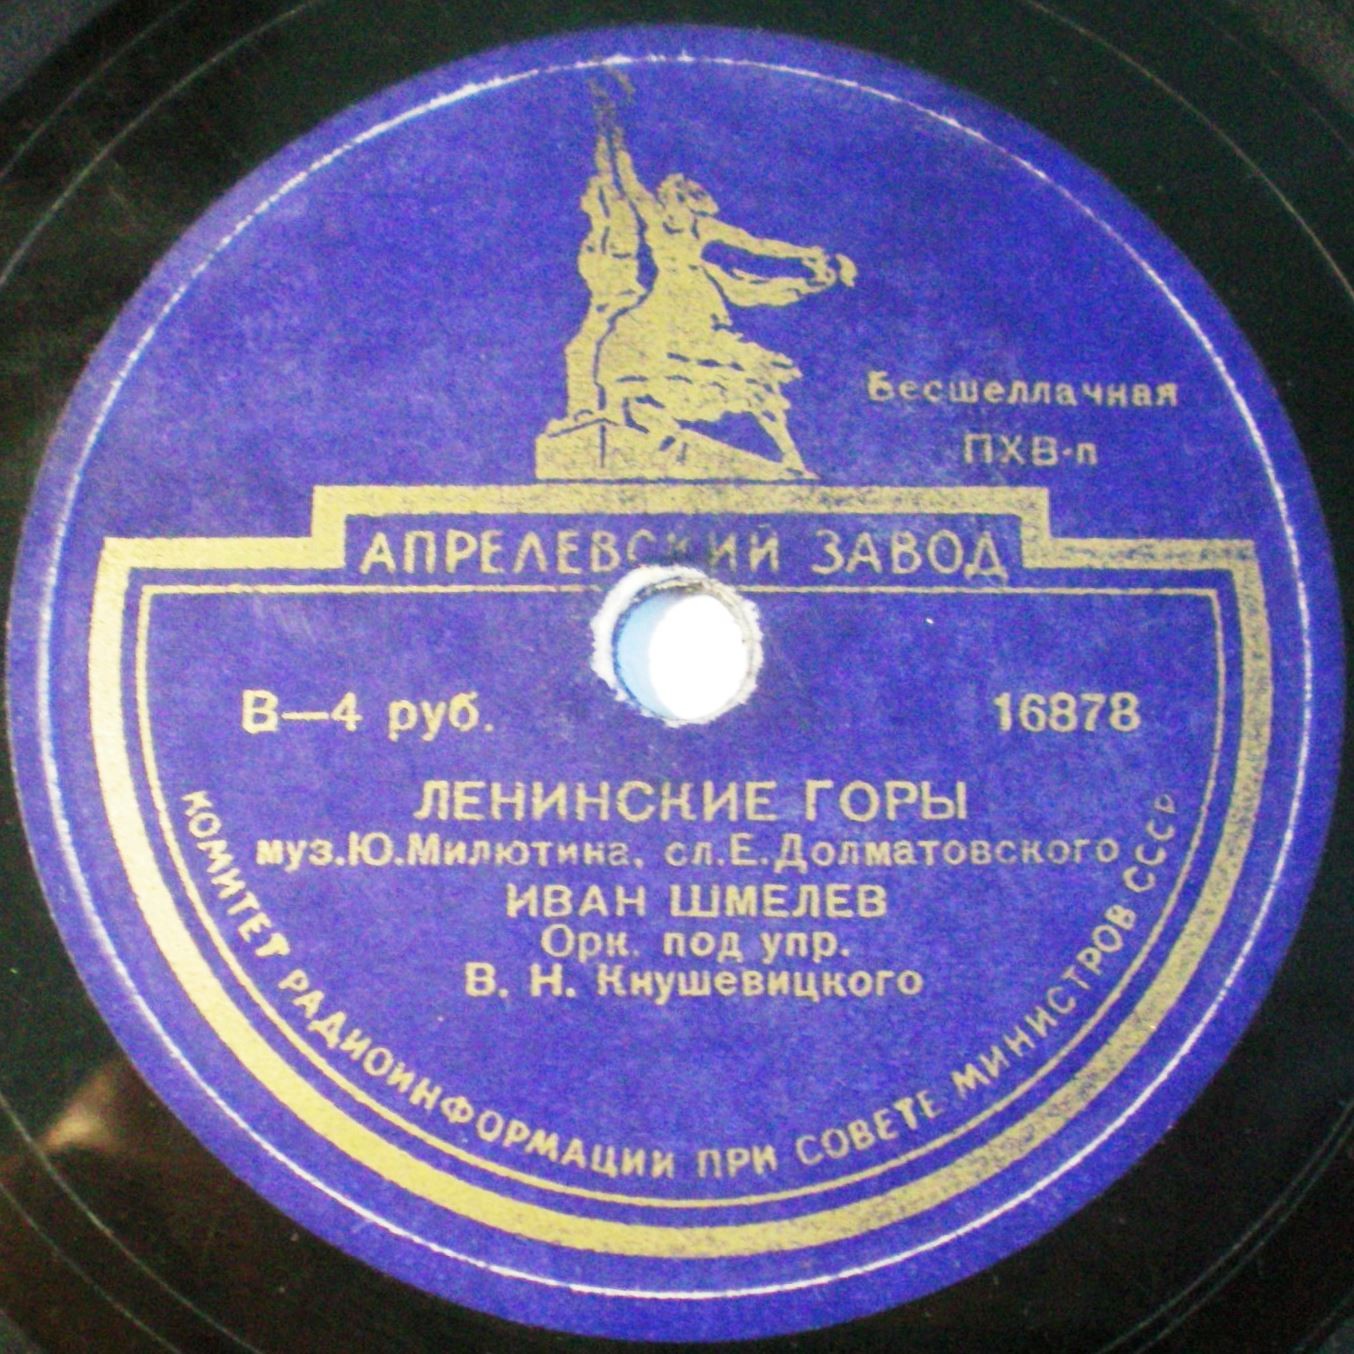 Бесшеллачная
ПХВ-п
АПРЕЛЕВСКИЙ ЗАВОД
В—4 руб.
16878
ЛЕНИНСКИЕ ГОРЫ
муз.Ю.Милютина, сл.Е.Долматовского
ИВАН ШМЕЛЕВ
Орк. под упр.
В. Н. Кнушевицкого
КОМИТЕТ РАДИОИНФОРМАЦИИ ПРИ СОВЕТЕ МИНИСТРОВ СССР